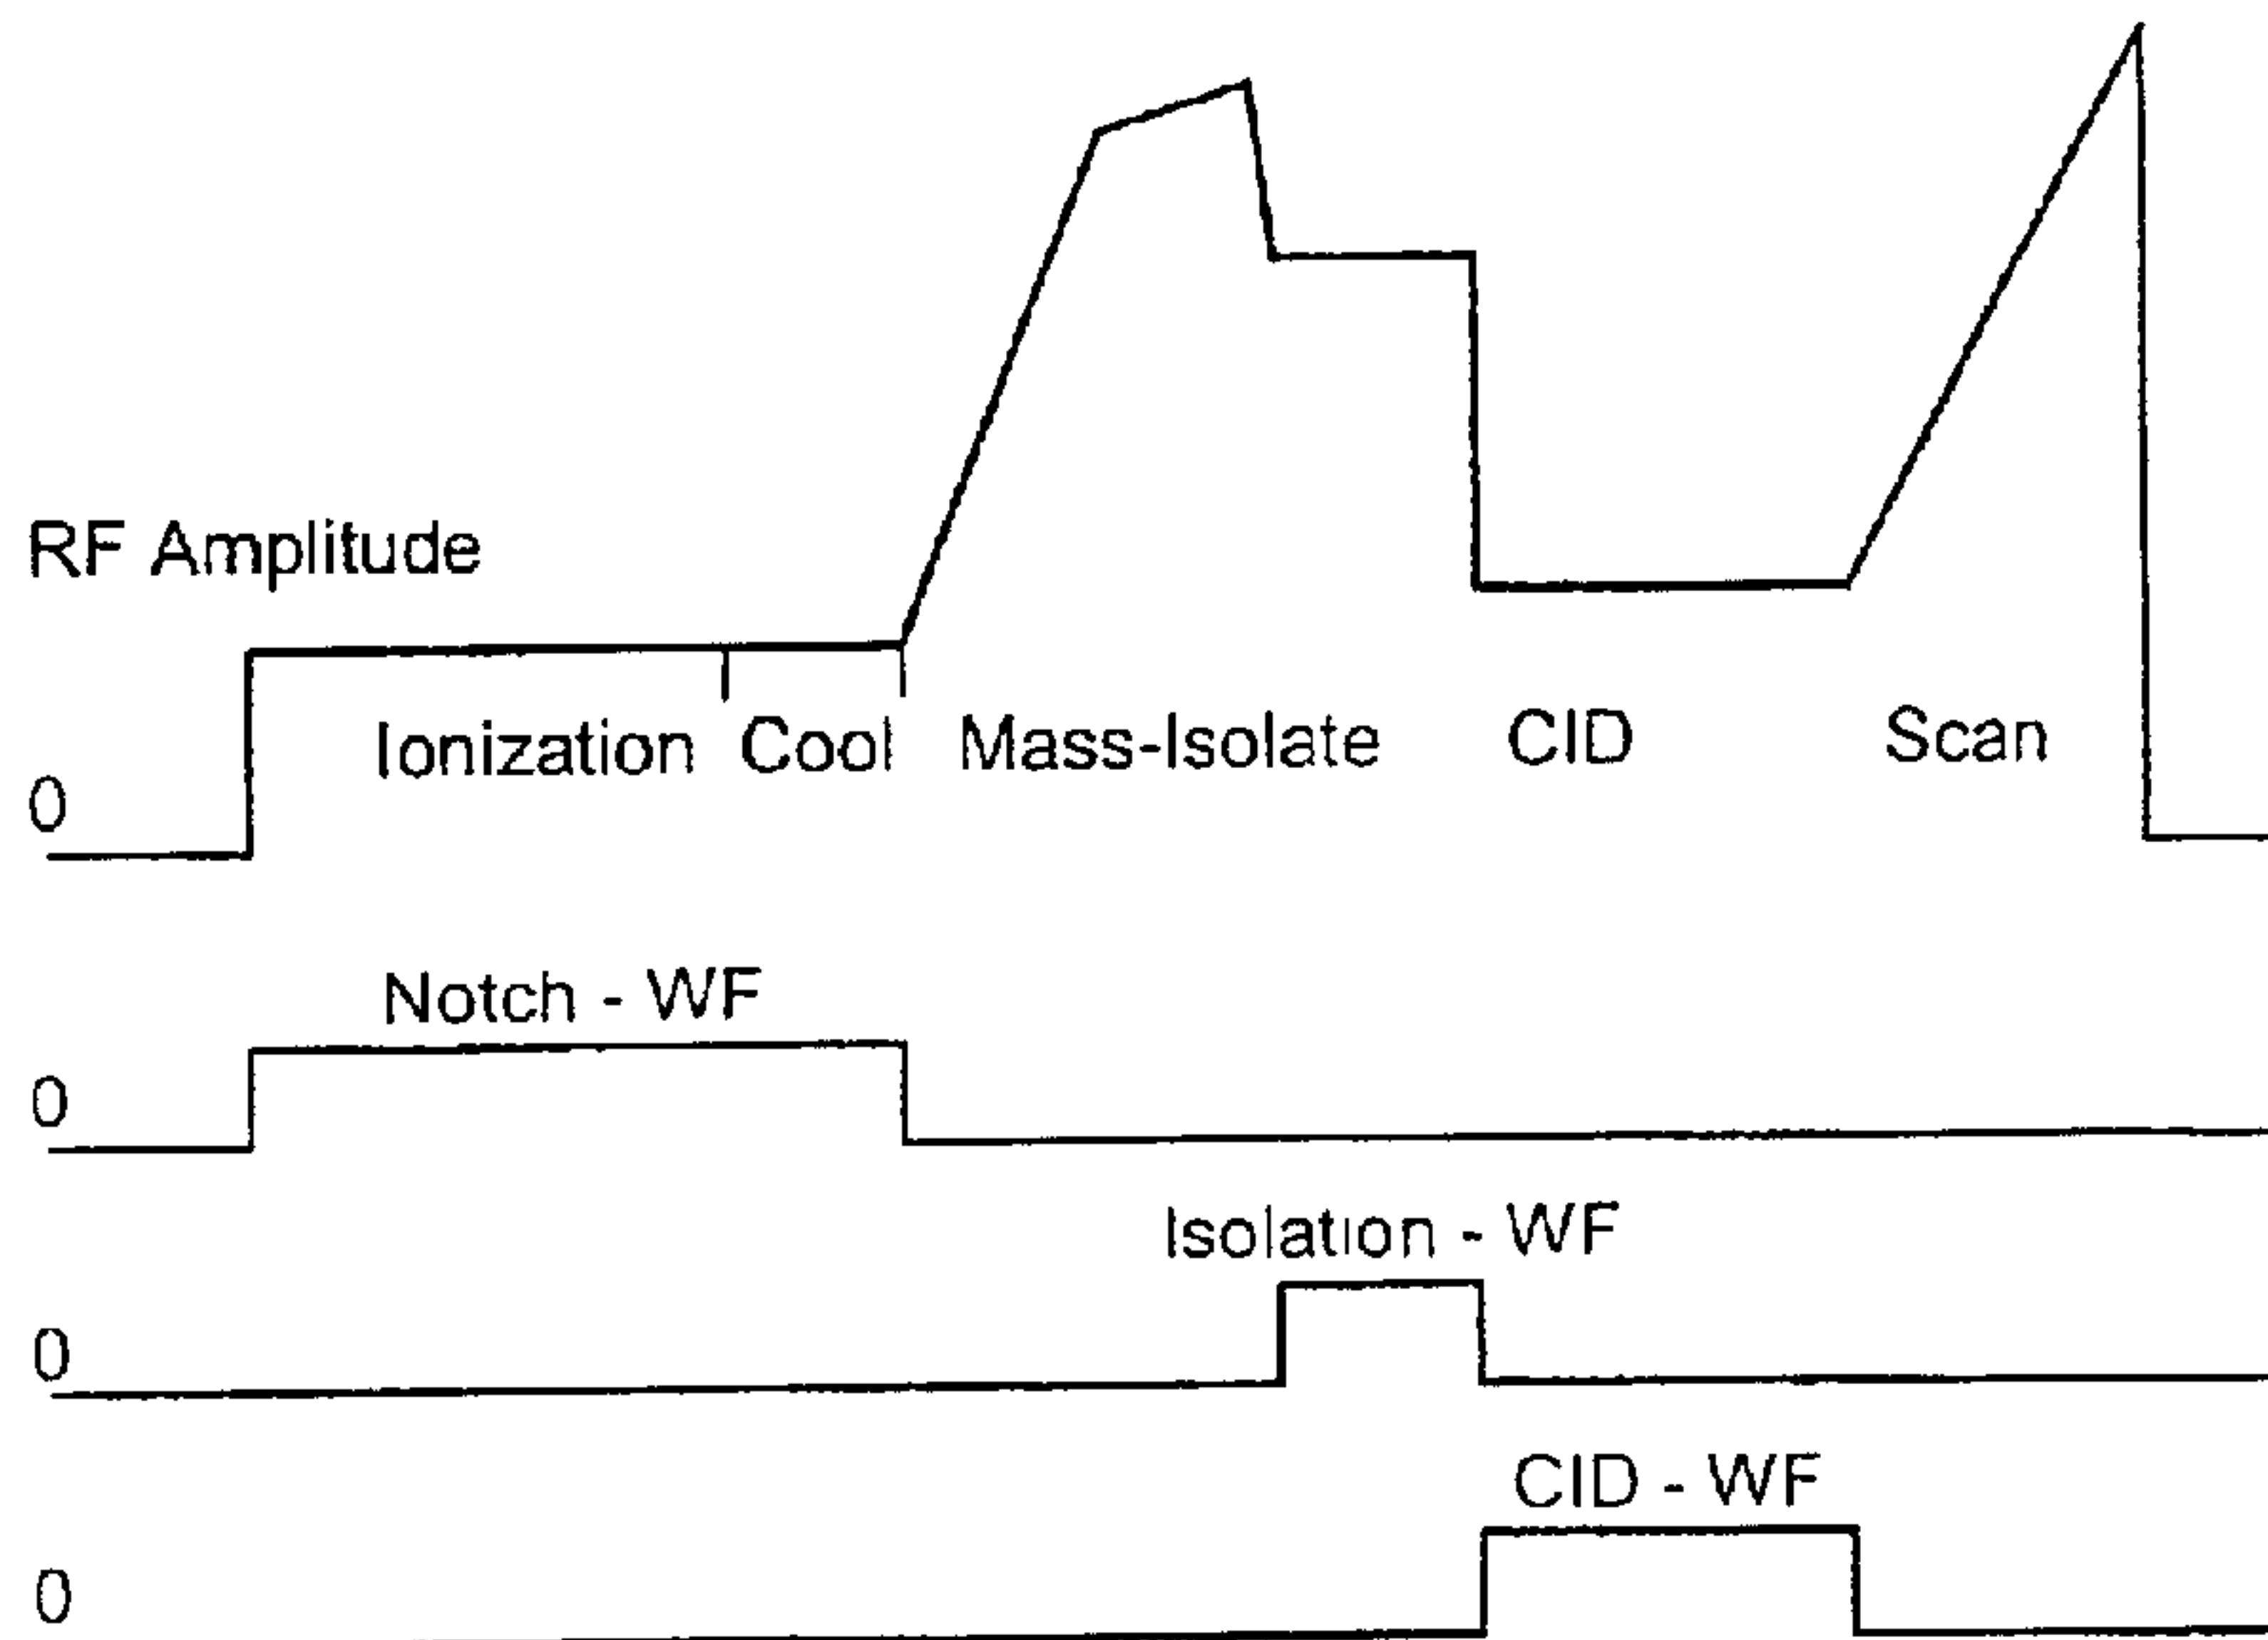 RF Amplitude
Ionization Cool Mass-Isolate CID Scan
0
Notch - WF
0
Isolation - WF
0
CID - WF
0